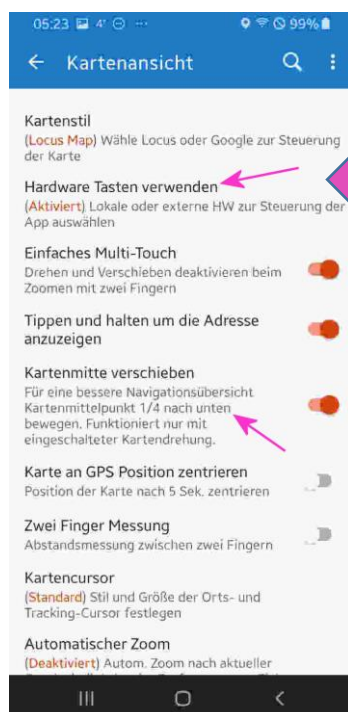 05:23 4° 99%
Kartenansicht
Kartenstil
(Locus Map) Wähle Locus oder Google zur Steuerung
der Karte
Hardware Tasten verwenden
(Aktiviert) Lokale oder externe HW zur Steuerung der
App auswählen
Einfaches Multi-Touch
Drehen und Verschieben deaktivieren beim
Zoomen mit zwei Fingern
Tippen und halten um die Adresse
anzuzeigen
Kartenmitte verschieben
Für eine bessere Navigationsübersicht
Kartenmittelpunkt 1/4 nach unten
bewegen. Funktioniert nur mit
eingeschalteter Kartendrehung.
Karte an GPS Position zentrieren
Position der Karte nach 5 Sek. zentrieren
Zwei Finger Messung
Abstandsmessung zwischen zwei Fingern
Kartencursor
(Standard) Stil und Größe der Orts- und
Tracking-Cursor festlegen
Automatischer Zoom
(Deaktiviert) Autom. Zoom nach aktueller